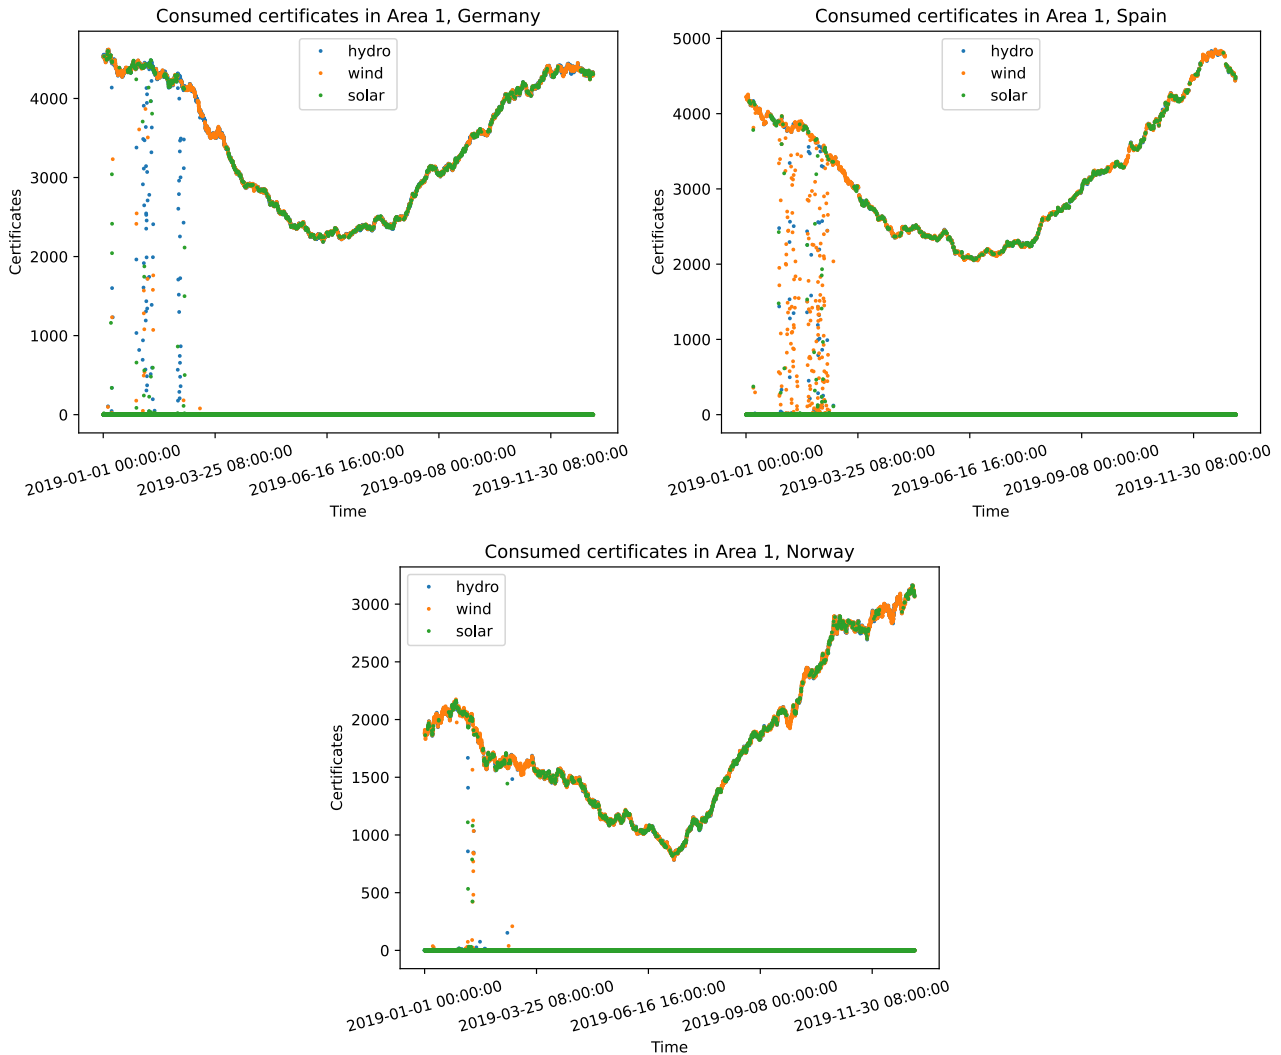 Consumed certificates in Area 1, Germany
hydro
wind
solar
Certificates
4000
3000
2000
1000
0
2019-01-01 00:00:00
2019-03-25 08:00:00
2019-06-16 16:00:00
2019-09-08 00:00:00
2019-11-30 08:00:00
Time
Consumed certificates in Area 1, Spain
hydro
wind
solar
Certificates
5000
4000
3000
2000
1000
0
2019-01-01 00:00:00
2019-03-25 08:00:00
2019-06-16 16:00:00
2019-09-08 00:00:00
2019-11-30 08:00:00
Time
Consumed certificates in Area 1, Norway
hydro
wind
solar
Certificates
3000
2500
2000
1500
1000
500
0
2019-01-01 00:00:00
2019-03-25 08:00:00
2019-06-16 16:00:00
2019-09-08 00:00:00
2019-11-30 08:00:00
Time